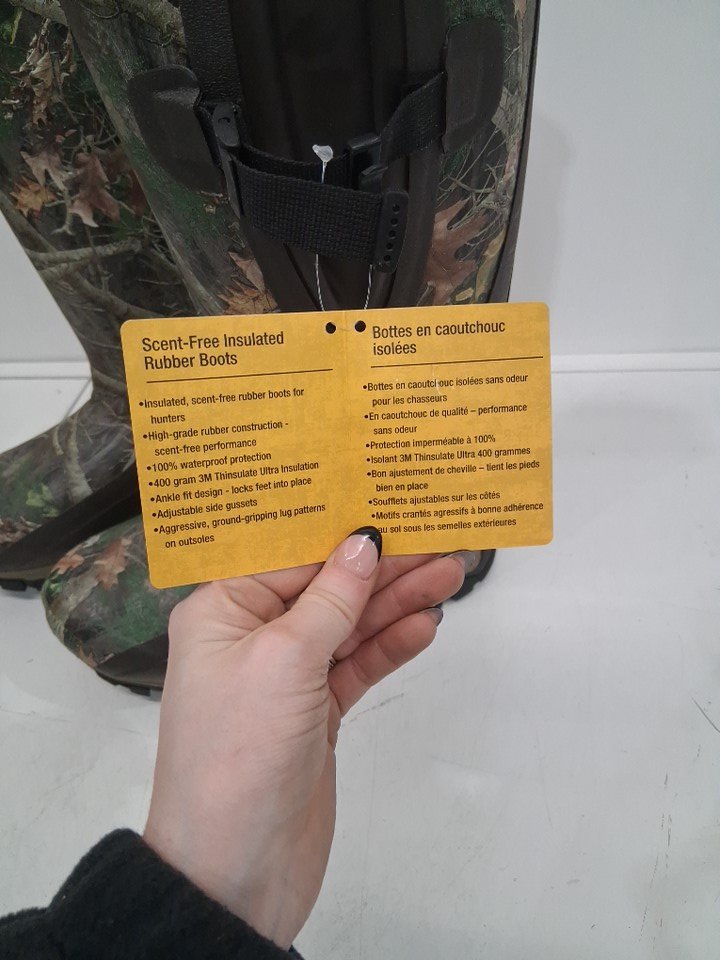 Scent-Free Insulated
Rubber Boots
•Insulated, scent-free rubber boots for
hunters
•High-grade rubber construction -
scent-free performance
•100% waterproof protection
•400 gram 3M Thinsulate Ultra Insulation
•Ankle fit design - locks feet into place
•Adjustable side gussets
•Aggressive, ground-gripping lug patterns
on outsoles
Bottes en caoutchouc
isolées
•Bottes en caoutchouc isolées sans odeur
pour les chasseurs
•En caoutchouc de qualité – performance
sans odeur
•Protection imperméable à 100%
•Isolant 3M Thinsulate Ultra 400 grammes
•Bon ajustement de cheville – tient les pieds
bien en place
•Soufflets ajustables sur les côtés
•Motifs crantés agressifs à bonne adhérence
au sol sous les semelles extérieures